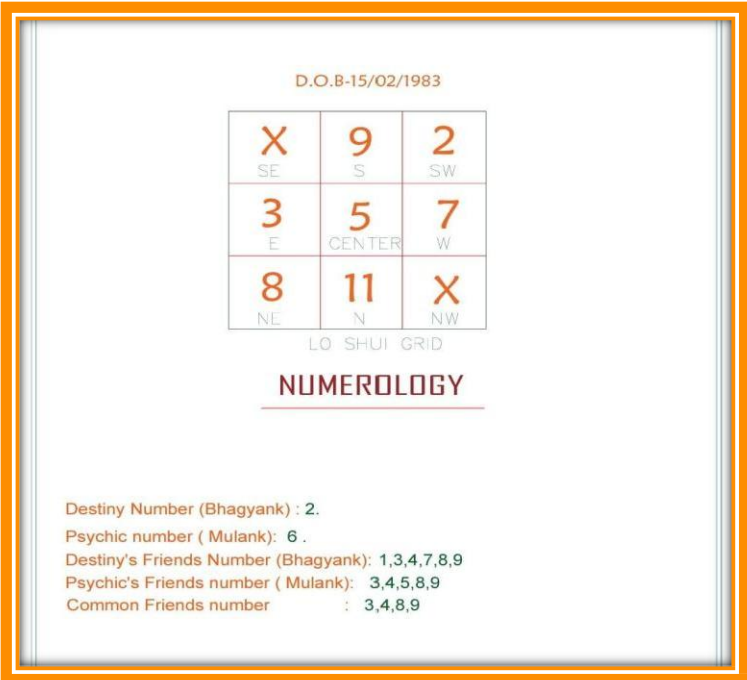 D.O.B-15/02/1983
X 9 2
SE S SW
3 5 7
E CENTER W
8 11 X
NE N NW
LO SHUI GRID
NUMEROLOGY
Destiny Number (Bhagyank) : 2.
Psychic number ( Mulank): 6 .
Destiny's Friends Number (Bhagyank): 1,3,4,7,8,9
Psychic's Friends number ( Mulank): 3,4,5,8,9
Common Friends number : 3,4,8,9